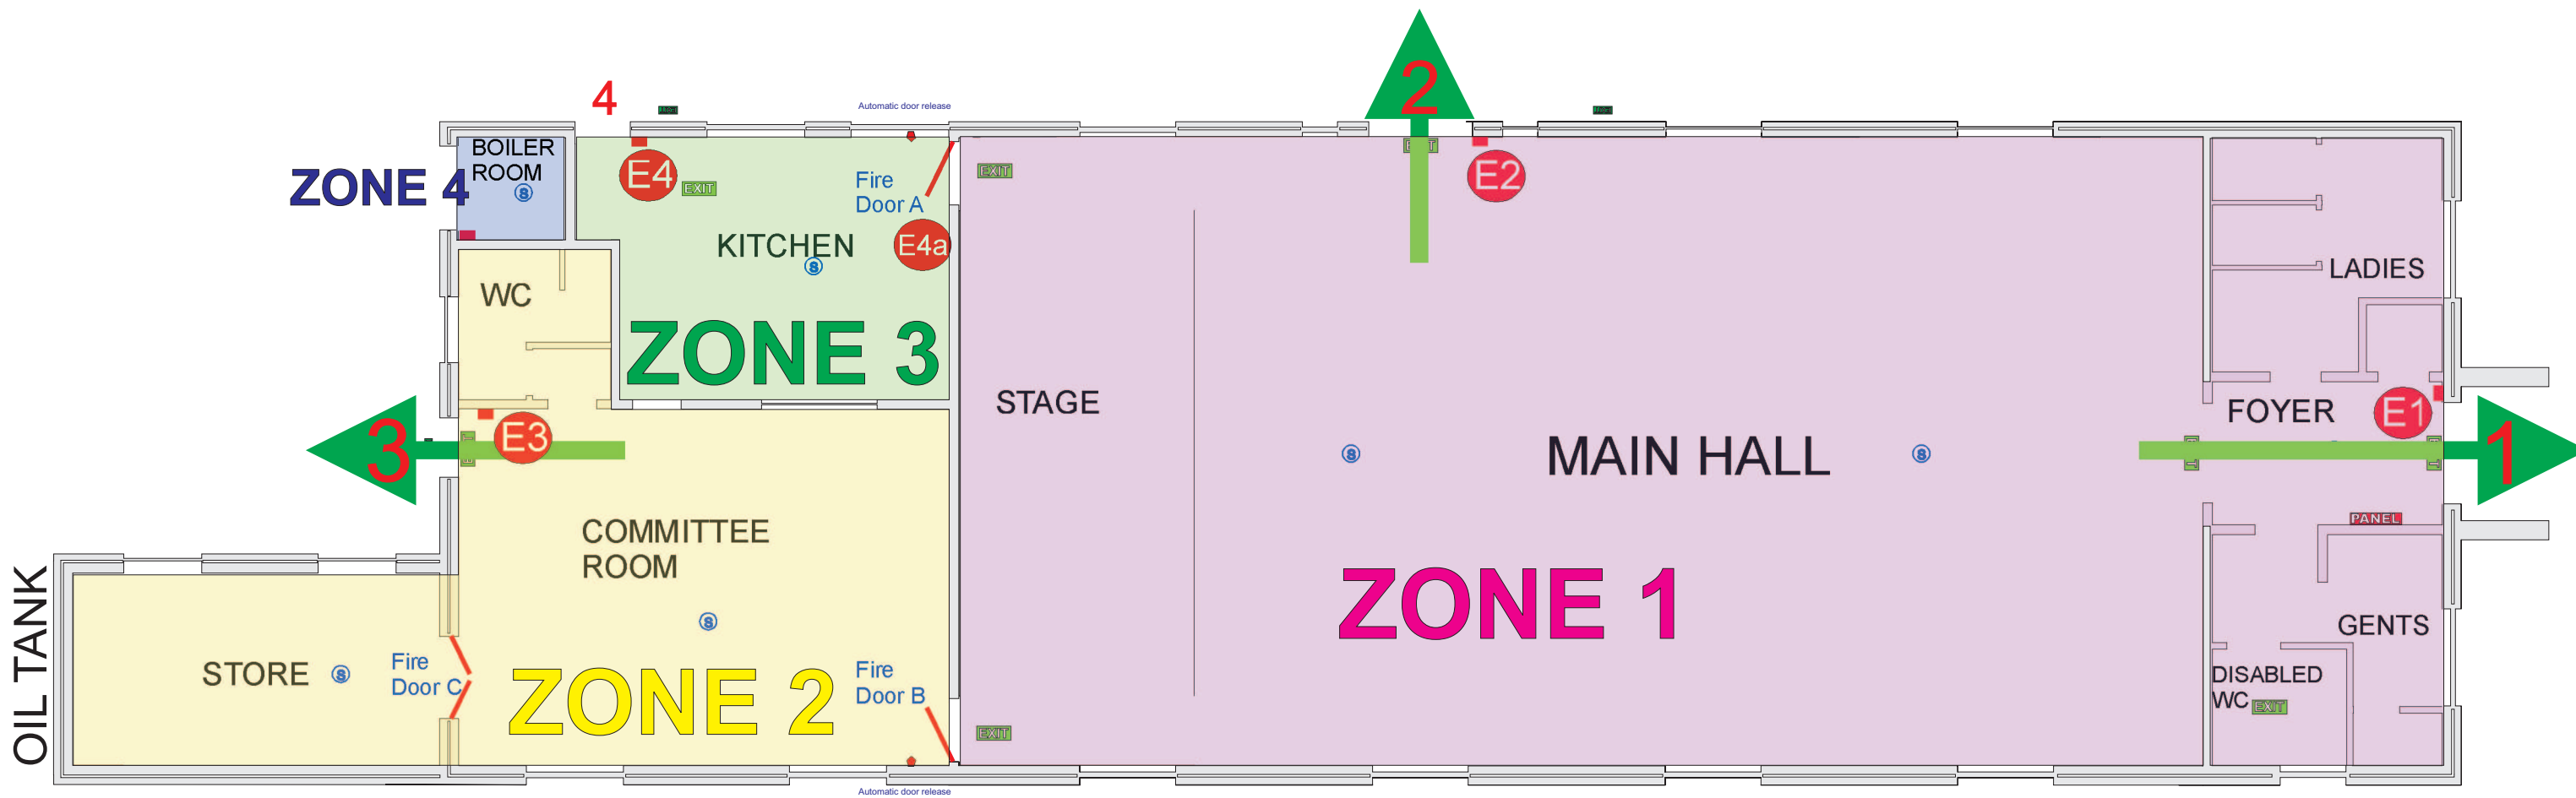 2
4
Automatic door release
BOILER
ROOM
ZONE 4
S
E4
EXIT
Fire
Door A
EXIT
E2
KITCHEN
E4a
S
LADIES
WC
ZONE 3
STAGE
FOYER
E1
3
E3
S
MAIN HALL
S
1
COMMITTEE
ROOM
PANEL
ZONE 1
OIL TANK
S
GENTS
STORE
S
Fire
Door C
ZONE 2
Fire
Door B
DISABLED
WC
EXIT
EXIT
Automatic door release